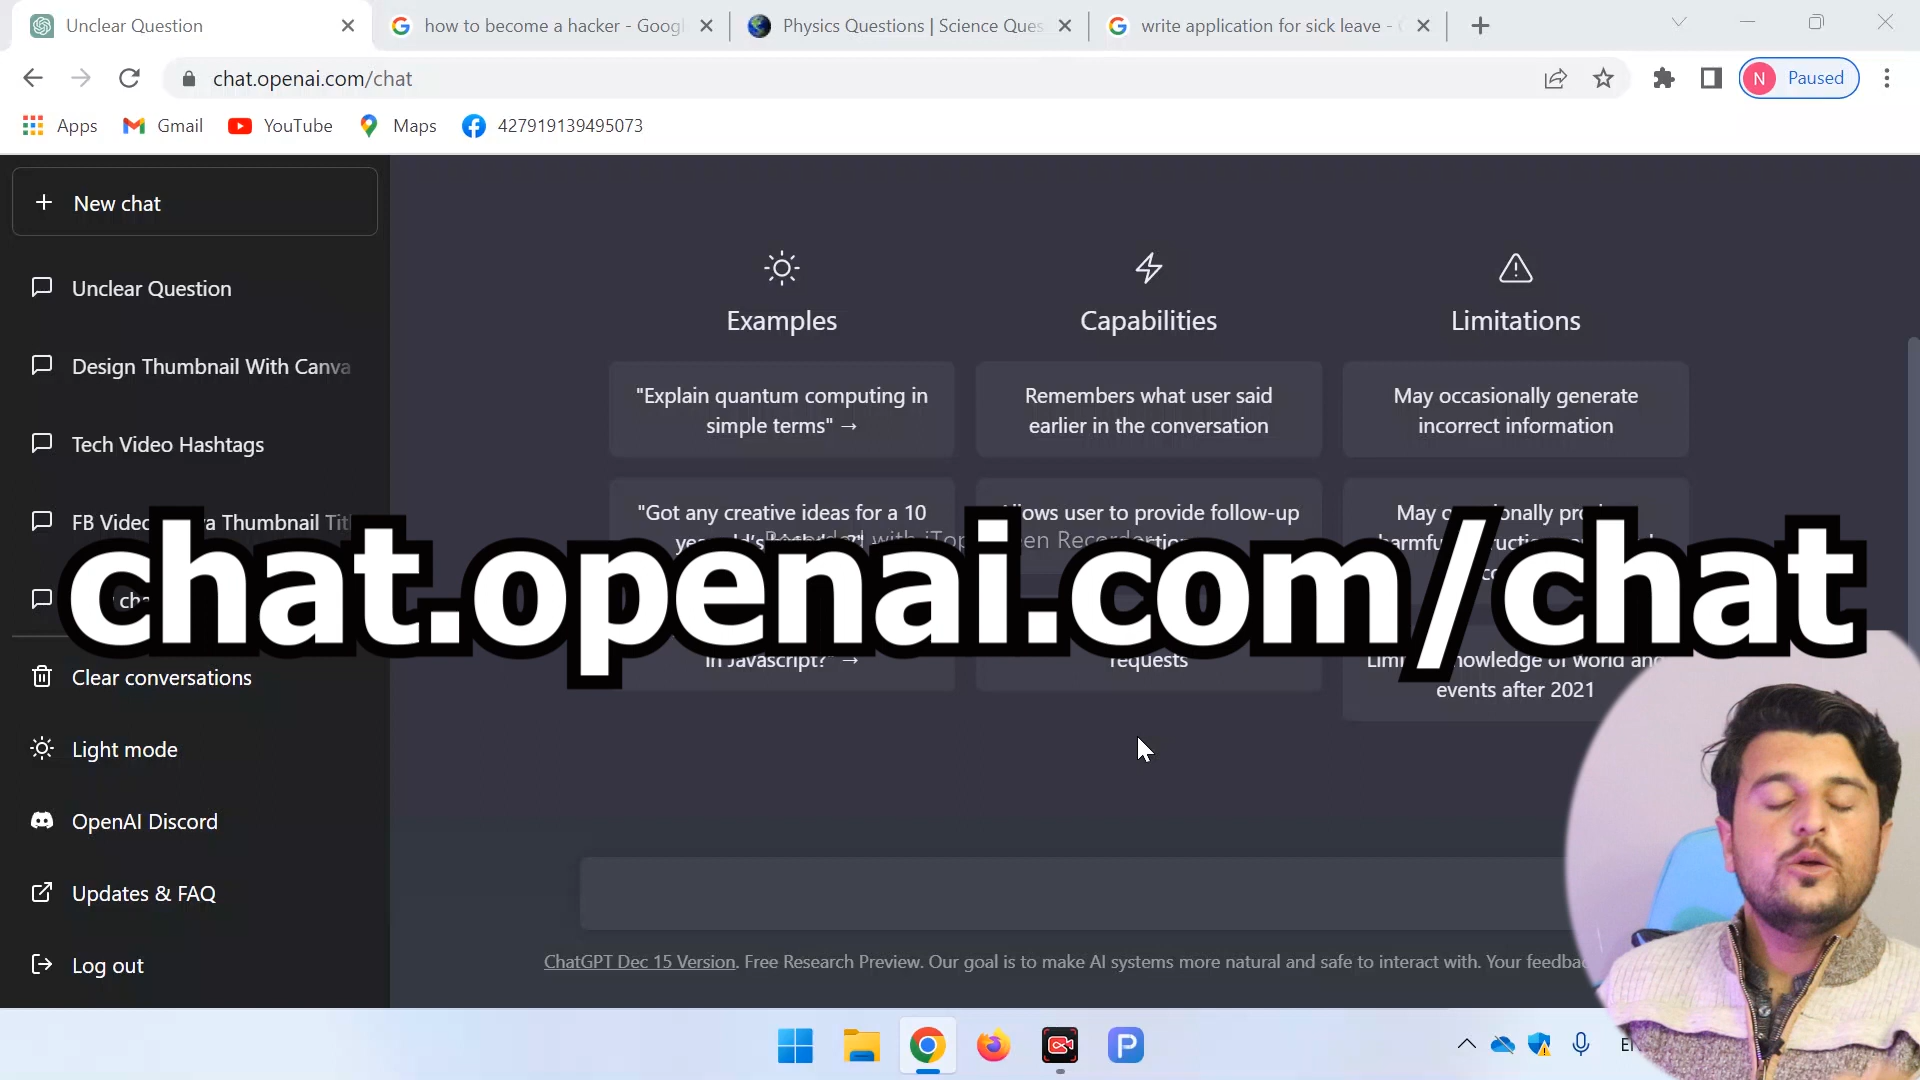 Unclear Question
how to become a hacker - Googl
Physics Questions | Science Ques
write application for sick leave -
chat.openai.com/chat
N Paused
Apps
Gmail
YouTube
Maps
427919139495073
New chat
Unclear Question
Design Thumbnail With Canva
Tech Video Hashtags
Thumbnail
Clear conversations
Light mode
OpenAI Discord
Updates & FAQ
Log out
Examples
"Explain quantum computing in
simple terms" →
"Got any creative ideas for a 10
in Javascript?" →
Capabilities
Remembers what user said
earlier in the conversation
user to provide follow-up
requests
Limitations
May occasionally generate
incorrect information
May
events after 2021
chat.openai.com/chat
ChatGPT Dec 15 Version. Free Research Preview. Our goal is to make AI systems more natural and safe to interact with. Your